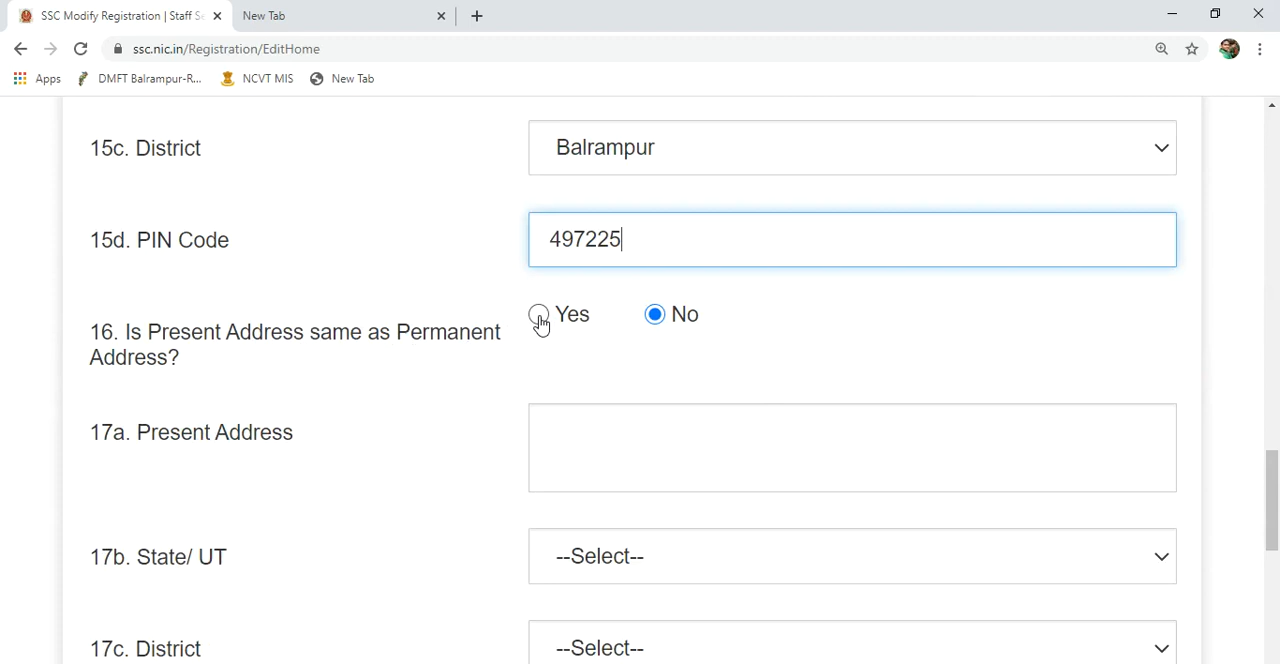 SSC Modify Registration | Staff Se
New Tab
ssc.nic.in/Registration/EditHome
Apps
DMFT Balrampur-R...
NCVT MIS
New Tab
15c. District
Balrampur
15d. PIN Code
497225
16. Is Present Address same as Permanent
Address?
Yes
No
17a. Present Address
17b. State/ UT
--Select--
17c. District
--Select--